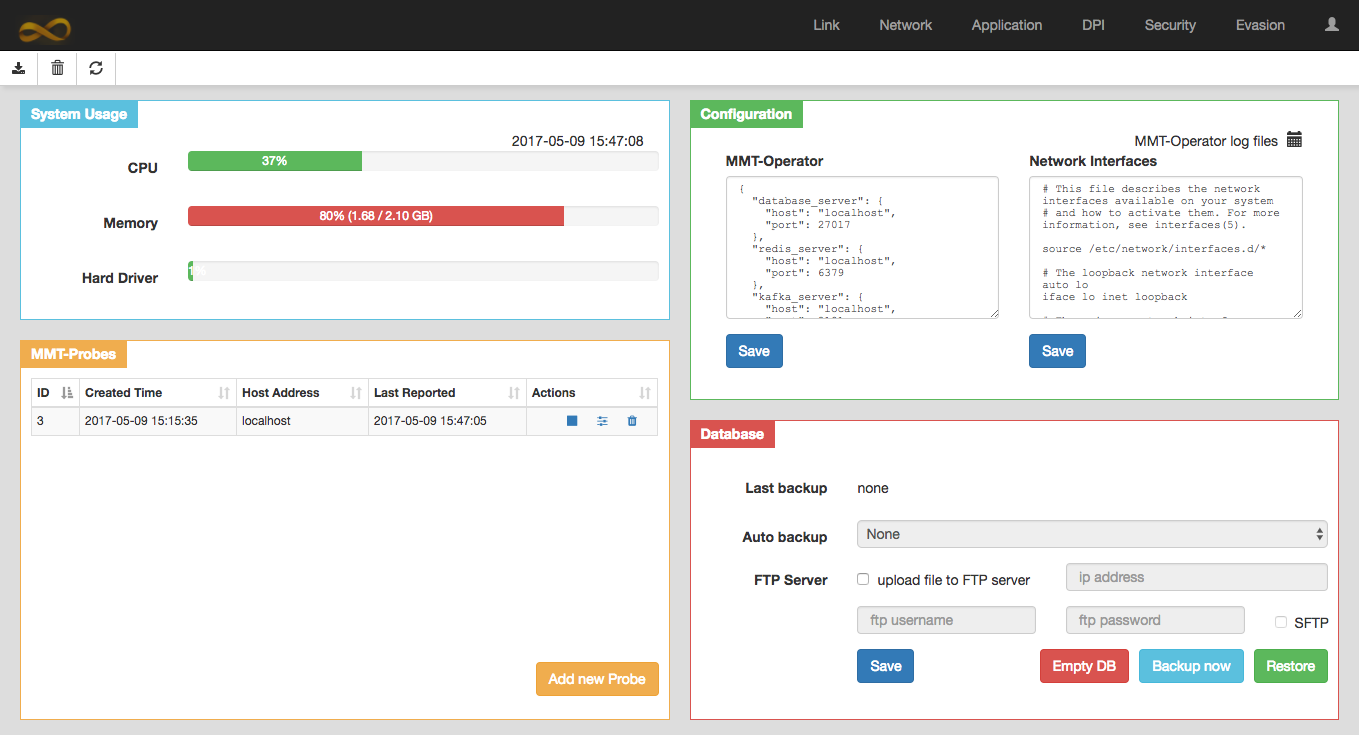 Link Network Application DPI Security Evasion
System Usage
2017-05-09 15:47:08
CPU 37%
Memory 80% (1.68 / 2.10 GB)
Hard Driver 1%
MMT-Probes
ID Created Time Host Address Last Reported Actions
3 2017-05-09 15:15:35 localhost 2017-05-09 15:47:05
Add new Probe
Configuration
MMT-Operator log files
MMT-Operator
{
"database_server": {
"host": "localhost",
"port": 27017
},
"redis_server": {
"host": "localhost",
"port": 6379
},
"kafka_server": {
"host": "localhost",
Save
Network Interfaces
# This file describes the network
interfaces available on your system
# and how to activate them. For more
information, see interfaces(5).
source /etc/network/interfaces.d/*
# The loopback network interface
auto lo
iface lo inet loopback
Save
Database
Last backup none
Auto backup None
FTP Server upload file to FTP server ip address
ftp username ftp password SFTP
Save Empty DB Backup now Restore